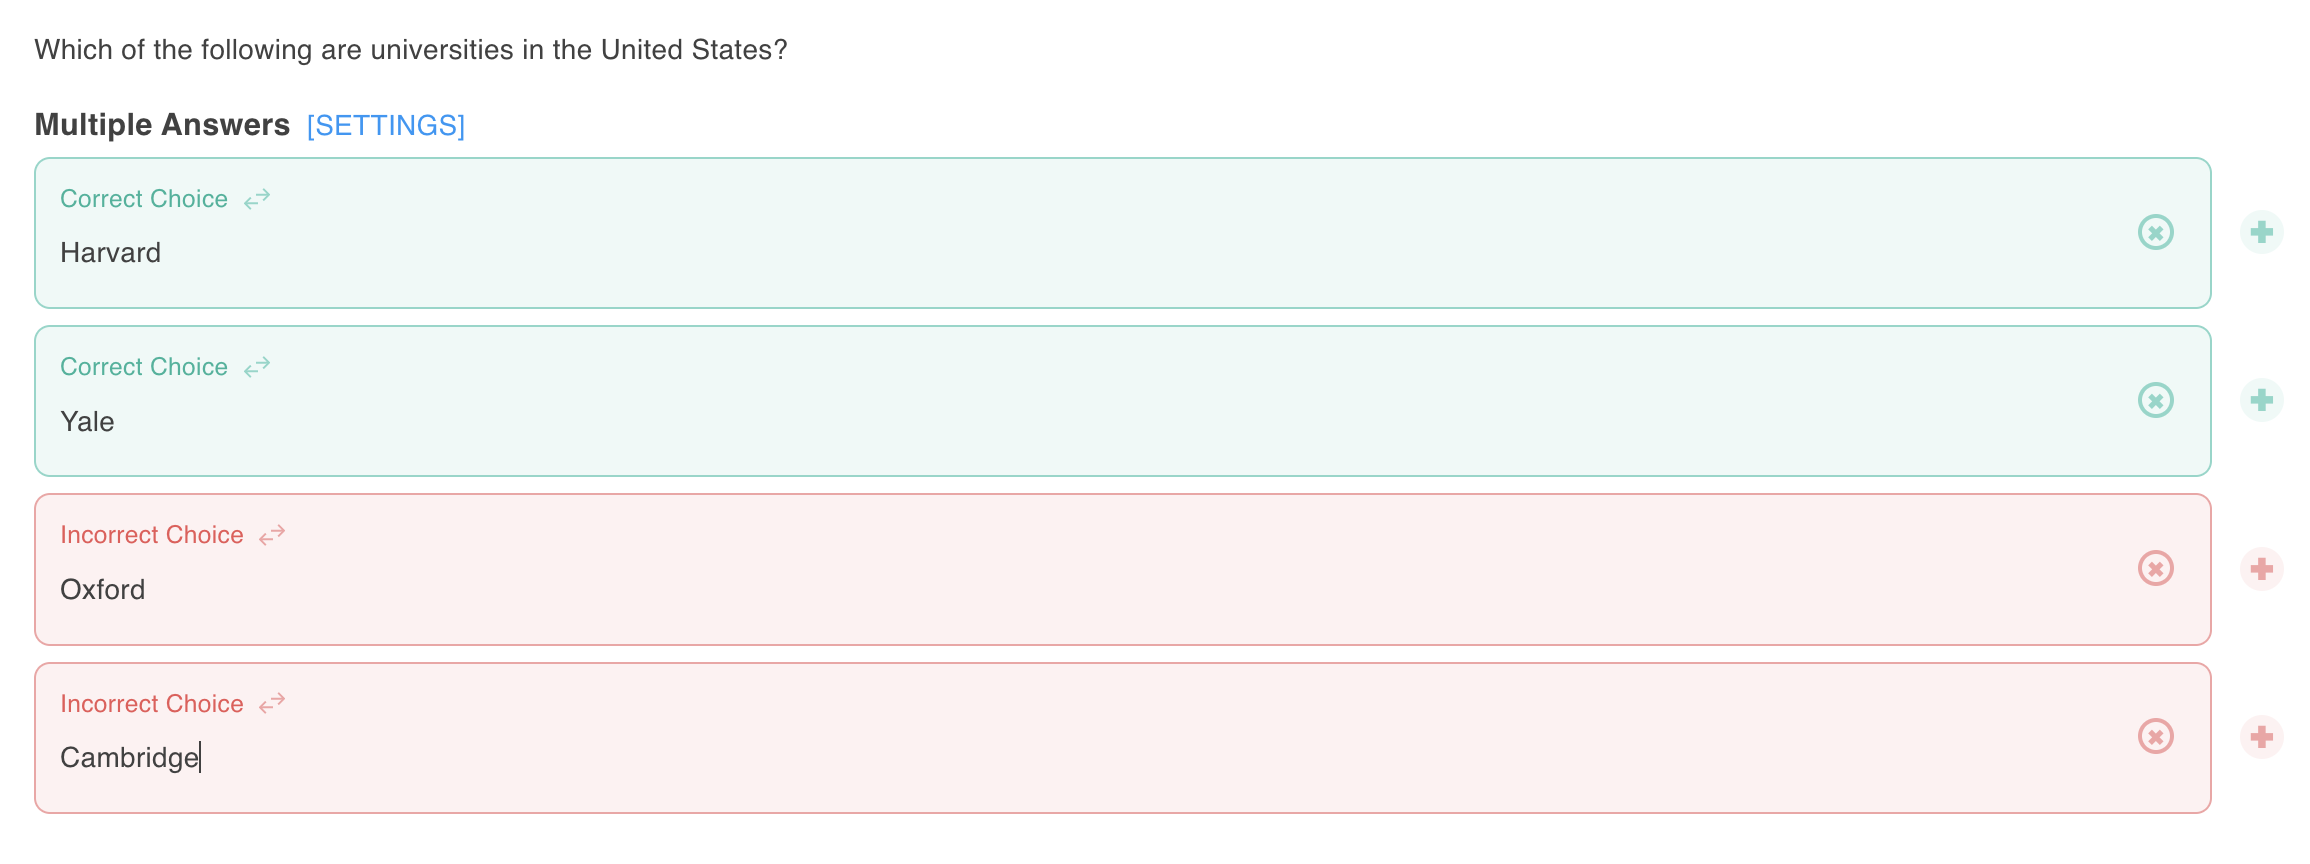 Which of the following are universities in the United States?
Multiple Answers [SETTINGS]
Correct Choice
Harvard
Correct Choice
Yale
Incorrect Choice
Oxford
Incorrect Choice
Cambridge